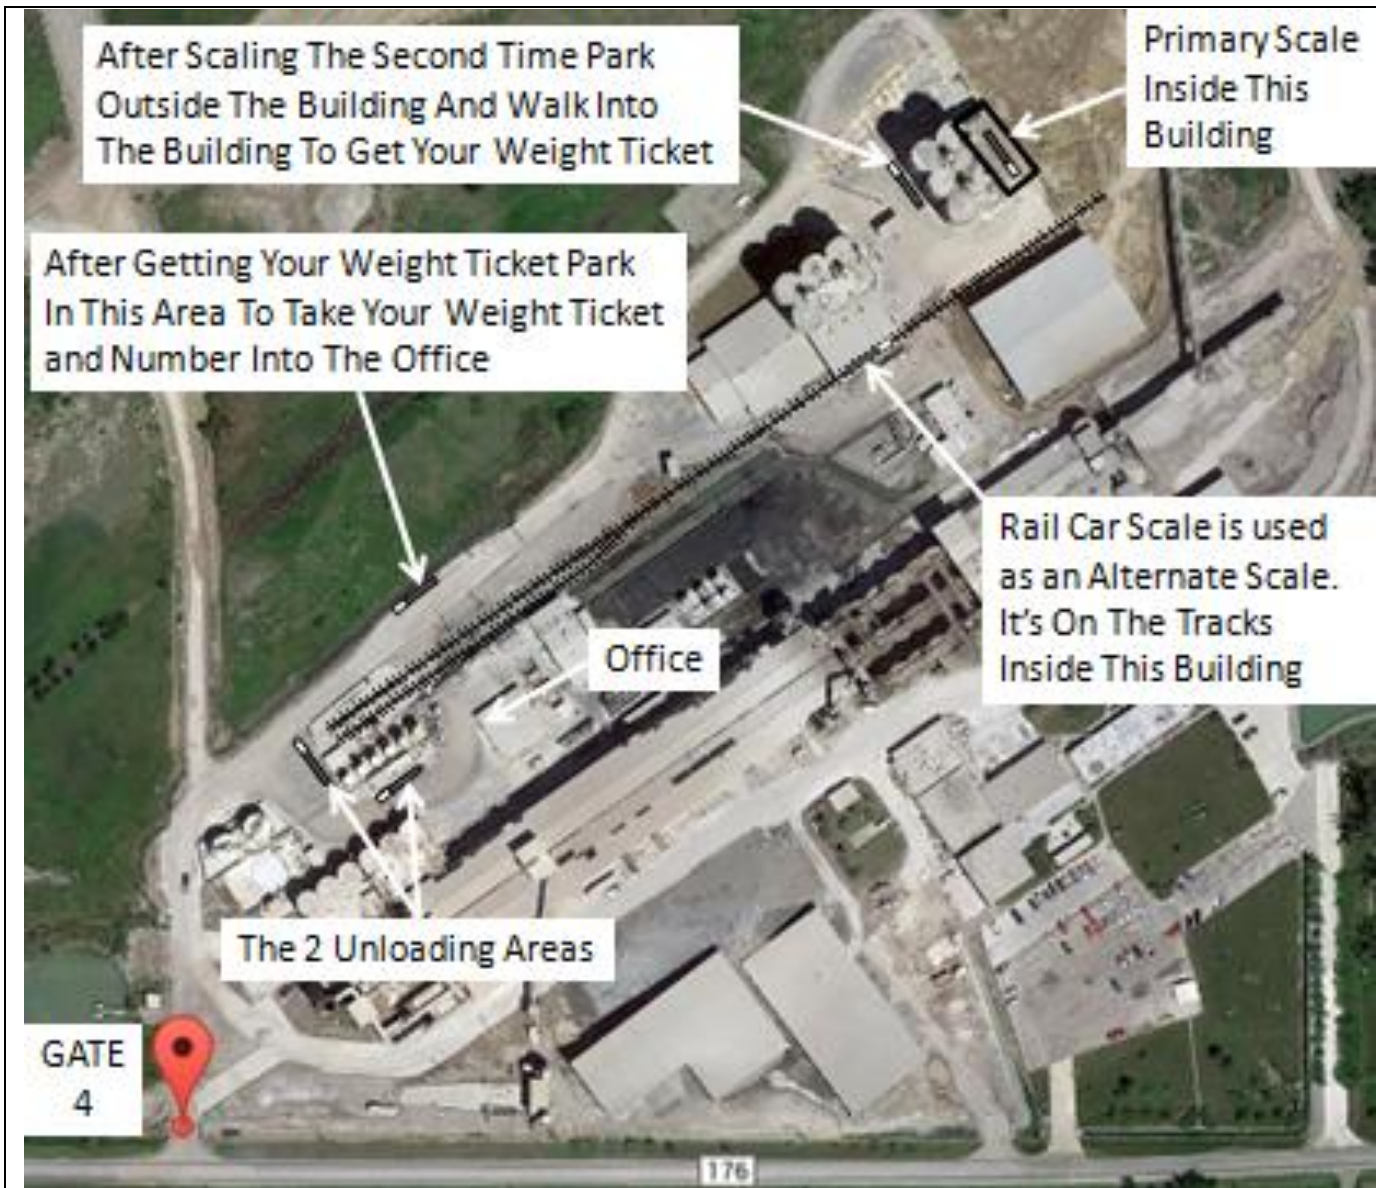 After Scaling The Second Time Park
Outside The Building And Walk Into
The Building To Get Your Weight Ticket
Primary Scale
Inside This
Building
After Getting Your Weight Ticket Park
In This Area To Take Your Weight Ticket
and Number Into The Office
Rail Car Scale is used
as an Alternate Scale.
It's On The Tracks
Inside This Building
Office
The 2 Unloading Areas
GATE
4
176